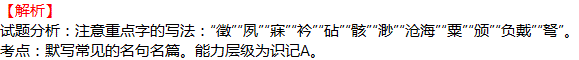 【解析】
试题分析：注意重点字的写法：“徵”“夙”“寐”“衿”“砧”“骸”“渺”“沧海”“粟”“颁”“负戴”“弩”。
考点：默写常见的名句名篇。能力层级为识记A。